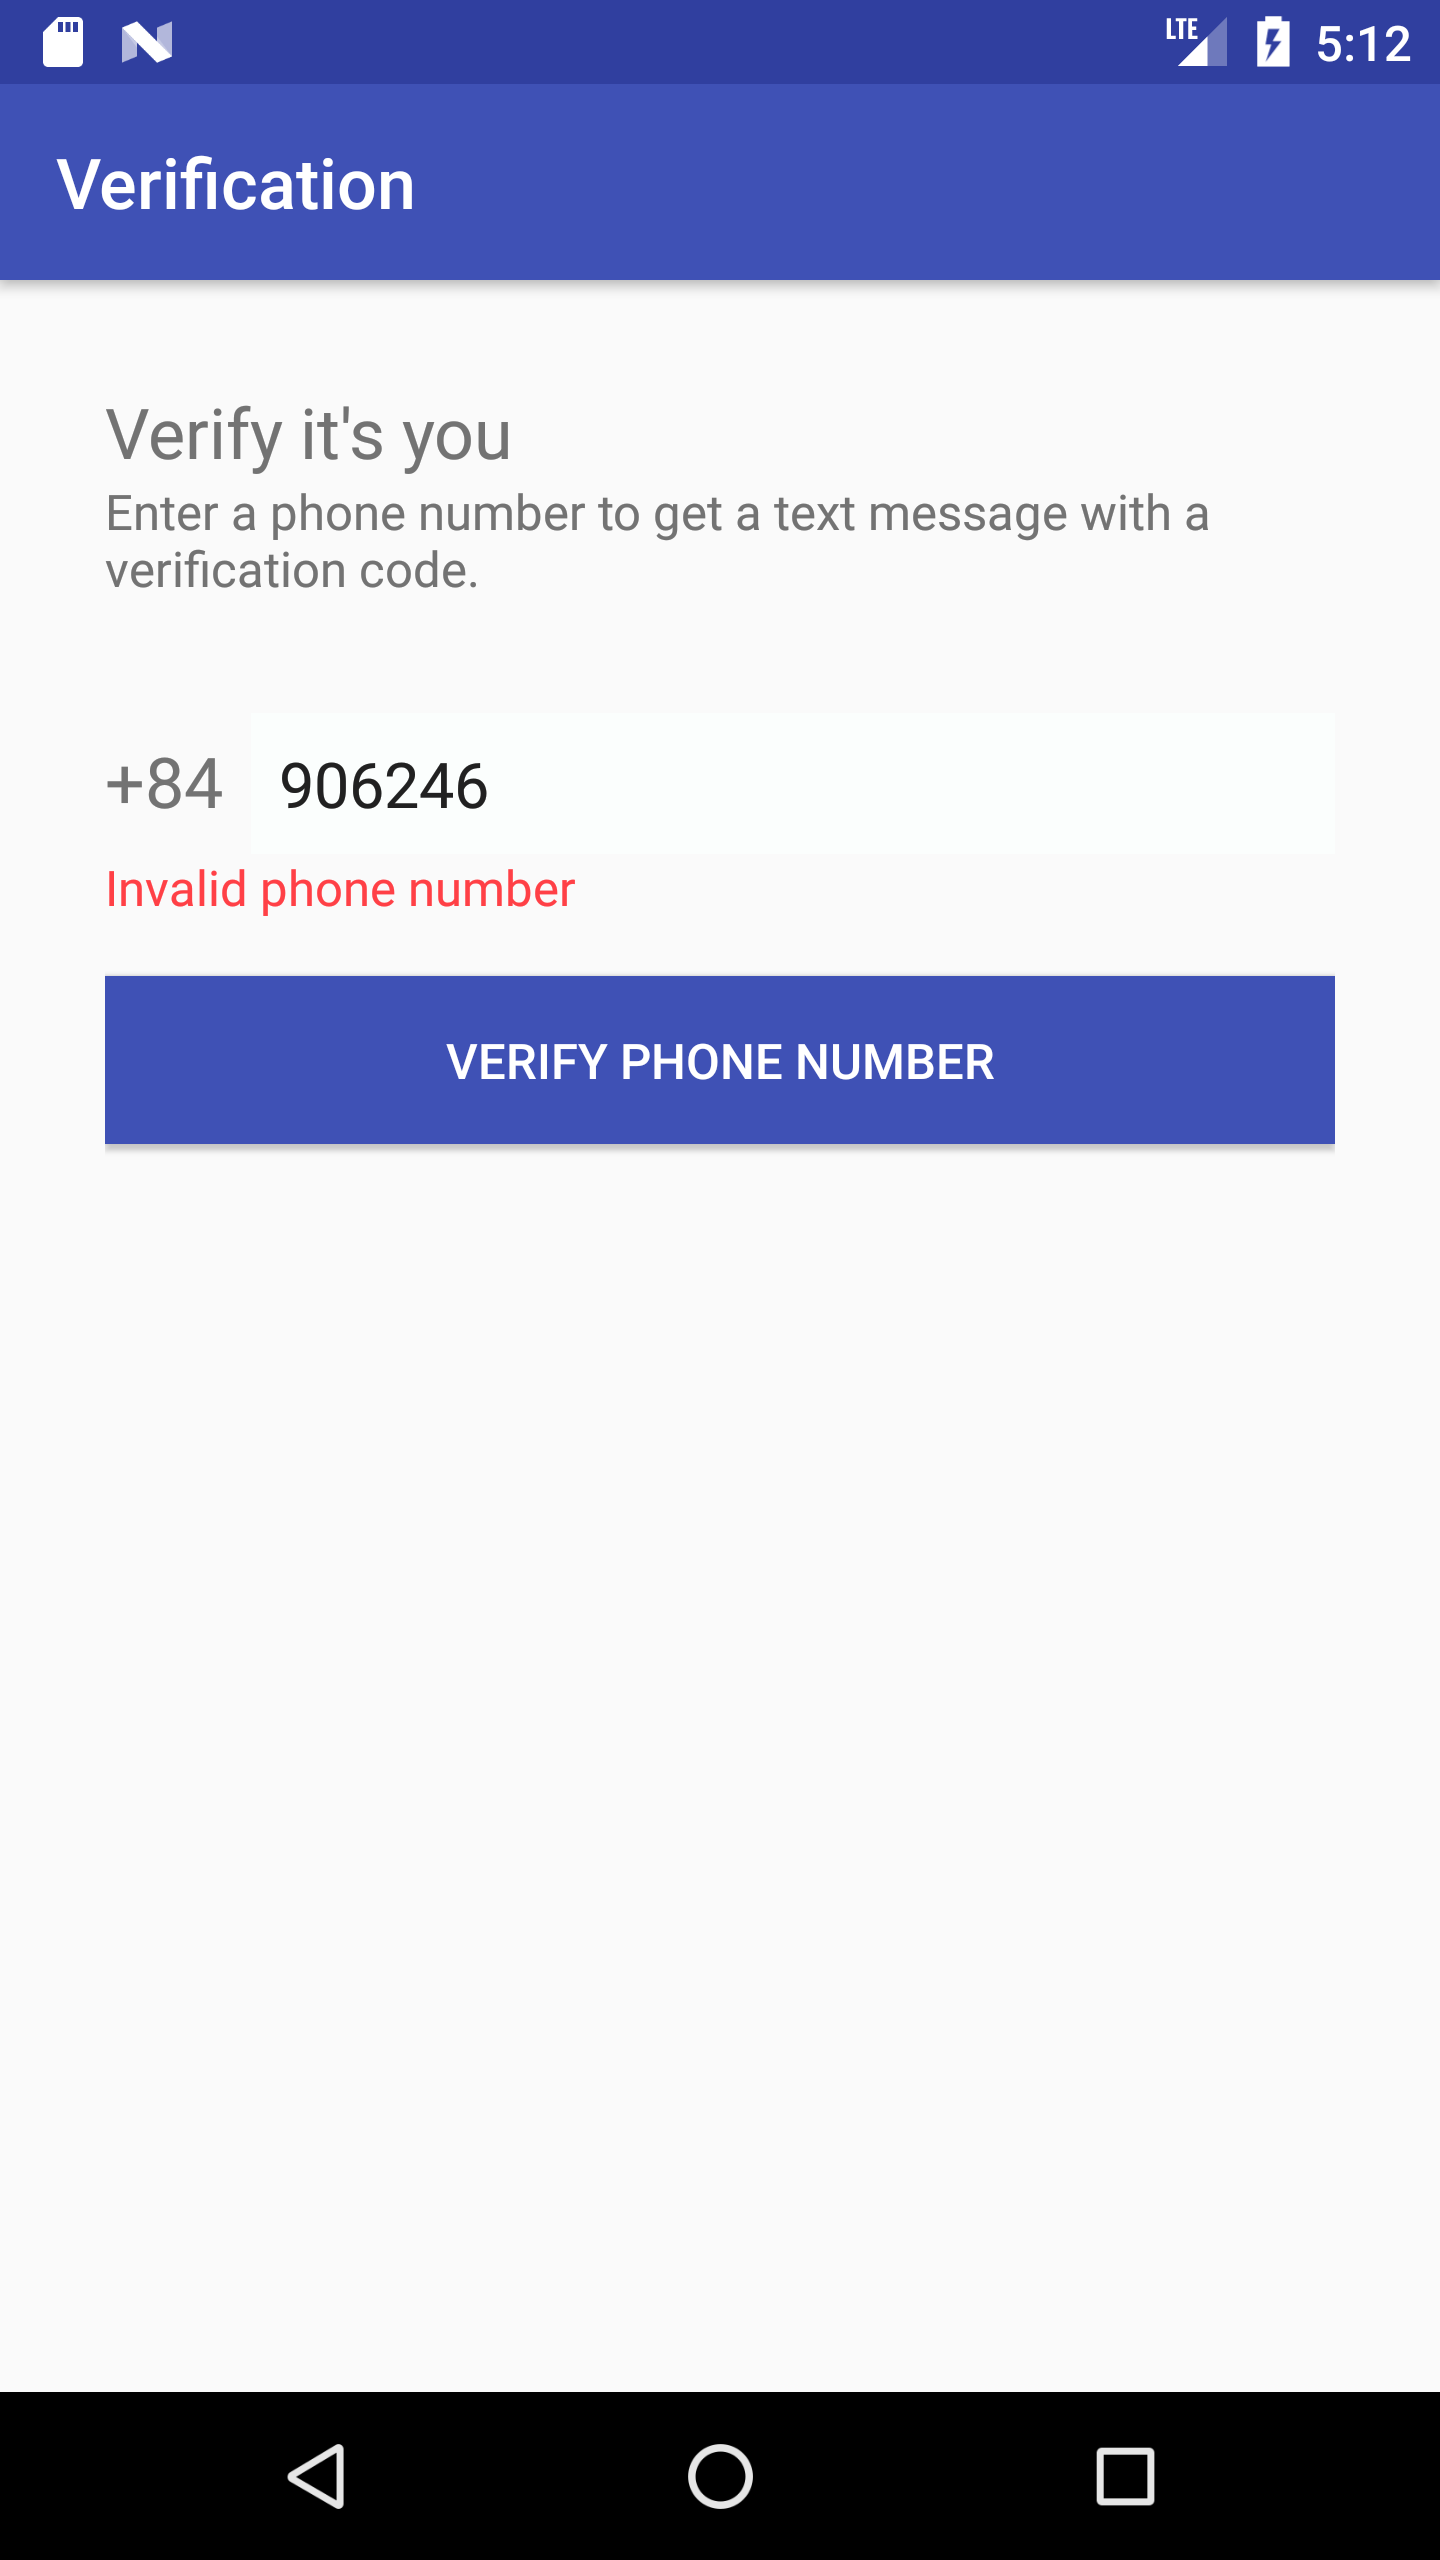 LTE 5:12
Verification
Verify it's you
Enter a phone number to get a text message with a
verification code.
+84 906246
Invalid phone number
VERIFY PHONE NUMBER